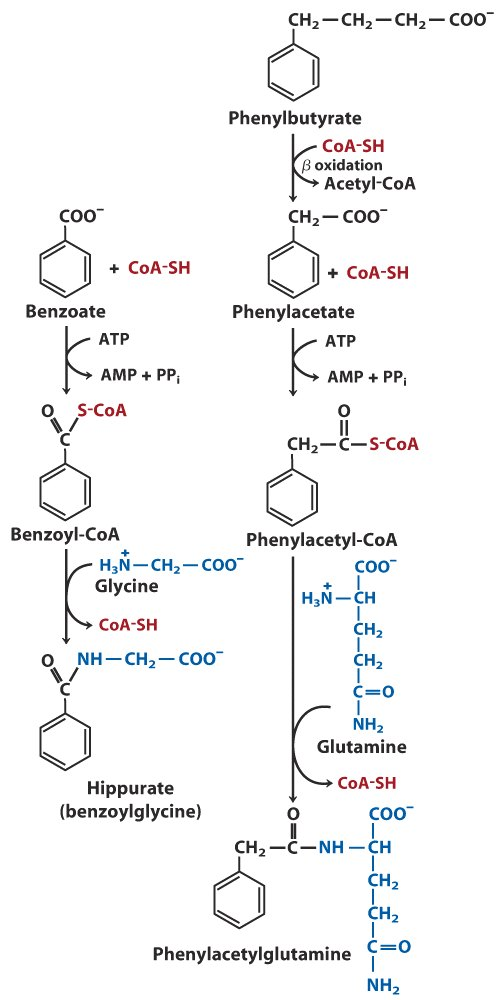 CH₂—CH₂—CH₂—COO⁻
Phenylbutyrate
CoA-SH
β oxidation
Acetyl-CoA
COO⁻
+ CoA-SH
Benzoate
ATP
AMP + PPᵢ
O
S-CoA
C
Benzoyl-CoA
H₃N⁺—CH₂—COO⁻
Glycine
CoA-SH
O
NH—CH₂—COO⁻
C
Hippurate
(benzoylglycine)
CH₂—COO⁻
+ CoA-SH
Phenylacetate
ATP
AMP + PPᵢ
O
CH₂—C—S-CoA
Phenylacetyl-CoA
COO⁻
H₃N⁺—CH
CH₂
CH₂
C=O
NH₂
Glutamine
CoA-SH
O
COO⁻
CH₂—C—NH—CH
CH₂
CH₂
Phenylacetylglutamine
C=O
NH₂